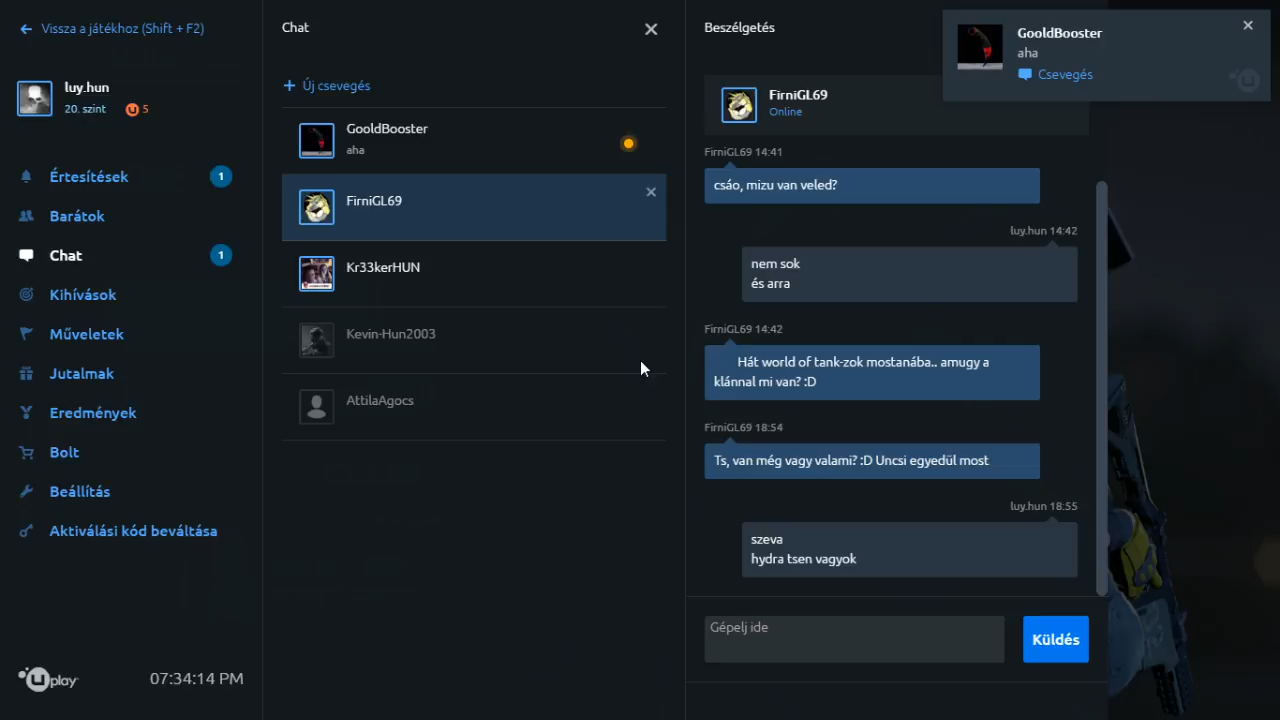 Vissza a játékhoz (Shift + F2)
luy.hun
20. szint
5
Értesítések
1
Barátok
Chat
1
Kihívások
Műveletek
Jutalmak
Eredmények
Bolt
Beállítás
Aktiválási kód beváltása
uplay
07:34:14 PM
Chat
Új csevegés
GooldBooster
aha
FirniGL69
Kr33kerHUN
Kevin-Hun2003
AttilaAgocs
Beszélgetés
GooldBooster
aha
Csevegés
FirniGL69
Online
FirniGL69 14:41
csáo, mizu van veled?
luy.hun 14:42
nem sok
és arra
FirniGL69 14:42
Hát world of tank-zok mostanába.. amugy a
klánnal mi van? :D
FirniGL69 18:54
Ts, van még vagy valami? :D Uncsi egyedül most
luy.hun 18:55
szeva
hydra tsen vagyok
Gépelj ide
Küldés